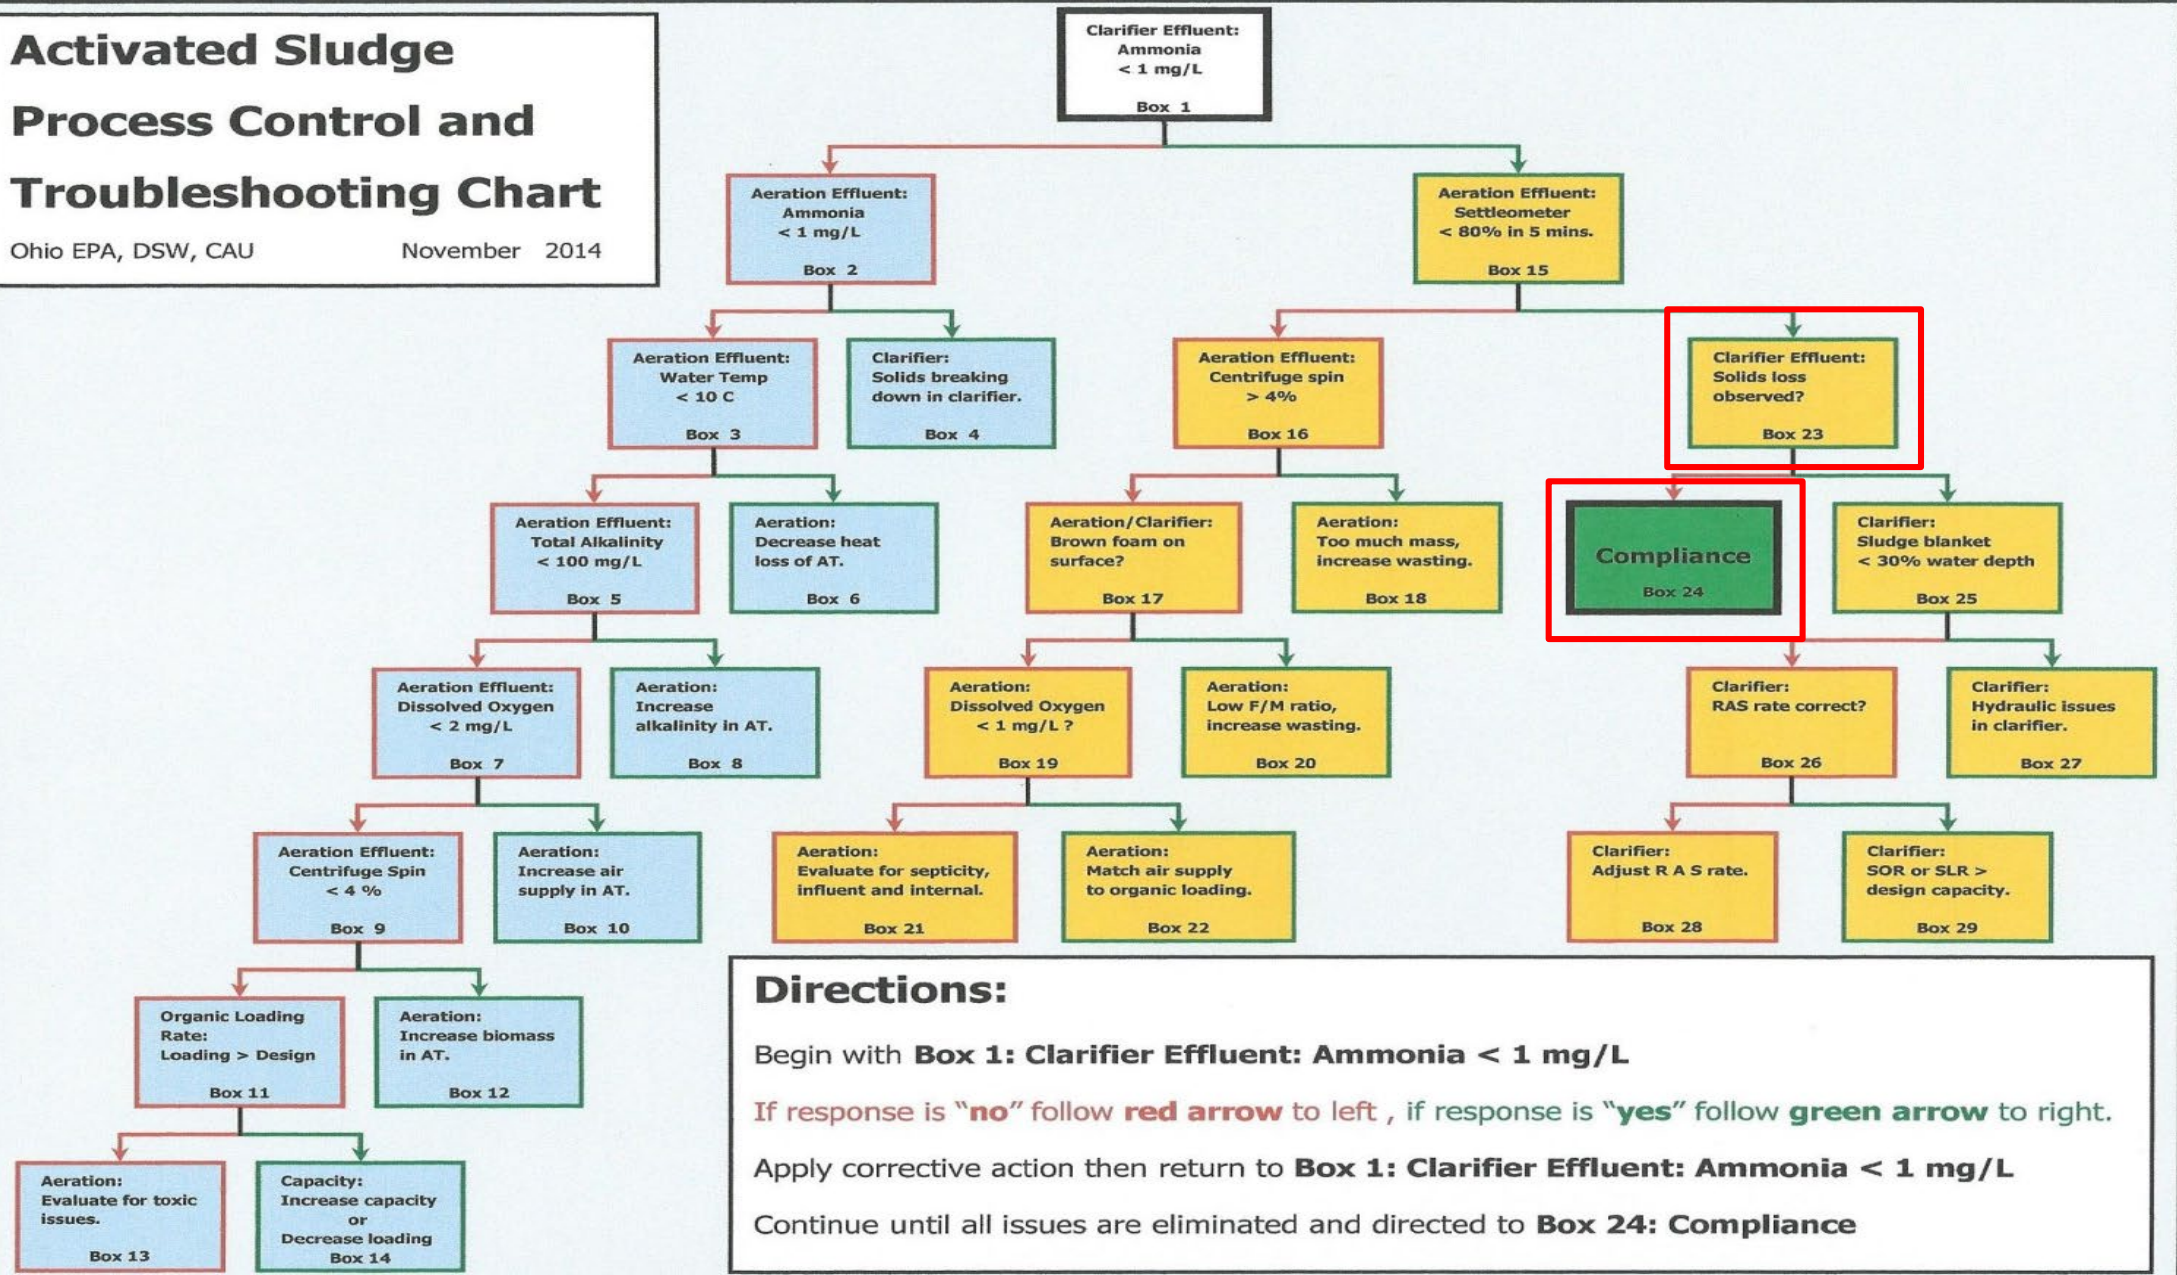 Activated Sludge
Process Control and
Troubleshooting Chart
Ohio EPA, DSW, CAU November 2014
Clarifier Effluent:
Ammonia
< 1 mg/L
Box 1
Aeration Effluent:
Ammonia
< 1 mg/L
Box 2
Aeration Effluent:
Settleometer
< 80% in 5 mins.
Box 15
Aeration Effluent:
Water Temp
< 10 C
Box 3
Clarifier:
Solids breaking
down in clarifier.
Box 4
Aeration Effluent:
Centrifuge spin
> 4%
Box 16
Clarifier Effluent:
Solids loss
observed?
Box 23
Aeration Effluent:
Total Alkalinity
< 100 mg/L
Box 5
Aeration:
Decrease heat
loss of AT.
Box 6
Aeration/Clarifier:
Brown foam on
surface?
Box 17
Aeration:
Too much mass,
increase wasting.
Box 18
Compliance
Box 24
Clarifier:
Sludge blanket
< 30% water depth
Box 25
Aeration Effluent:
Dissolved Oxygen
< 2 mg/L
Box 7
Aeration:
Increase
alkalinity in AT.
Box 8
Aeration:
Dissolved Oxygen
< 1 mg/L ?
Box 19
Aeration:
Low F/M ratio,
increase wasting.
Box 20
Clarifier:
RAS rate correct?
Box 26
Clarifier:
Hydraulic issues
in clarifier.
Box 27
Aeration Effluent:
Centrifuge Spin
< 4 %
Box 9
Aeration:
Increase air
supply in AT.
Box 10
Aeration:
Evaluate for septicity,
influent and internal.
Box 21
Aeration:
Match air supply
to organic loading.
Box 22
Clarifier:
Adjust R A S rate.
Box 28
Clarifier:
SOR or SLR >
design capacity.
Box 29
Organic Loading
Rate:
Loading > Design
Box 11
Aeration:
Increase biomass
in AT.
Box 12
Aeration:
Evaluate for toxic
issues.
Box 13
Capacity:
Increase capacity
or
Decrease loading
Box 14
Directions:
Begin with Box 1: Clarifier Effluent: Ammonia < 1 mg/L
If response is "no" follow red arrow to left , if response is "yes" follow green arrow to right.
Apply corrective action then return to Box 1: Clarifier Effluent: Ammonia < 1 mg/L
Continue until all issues are eliminated and directed to Box 24: Compliance